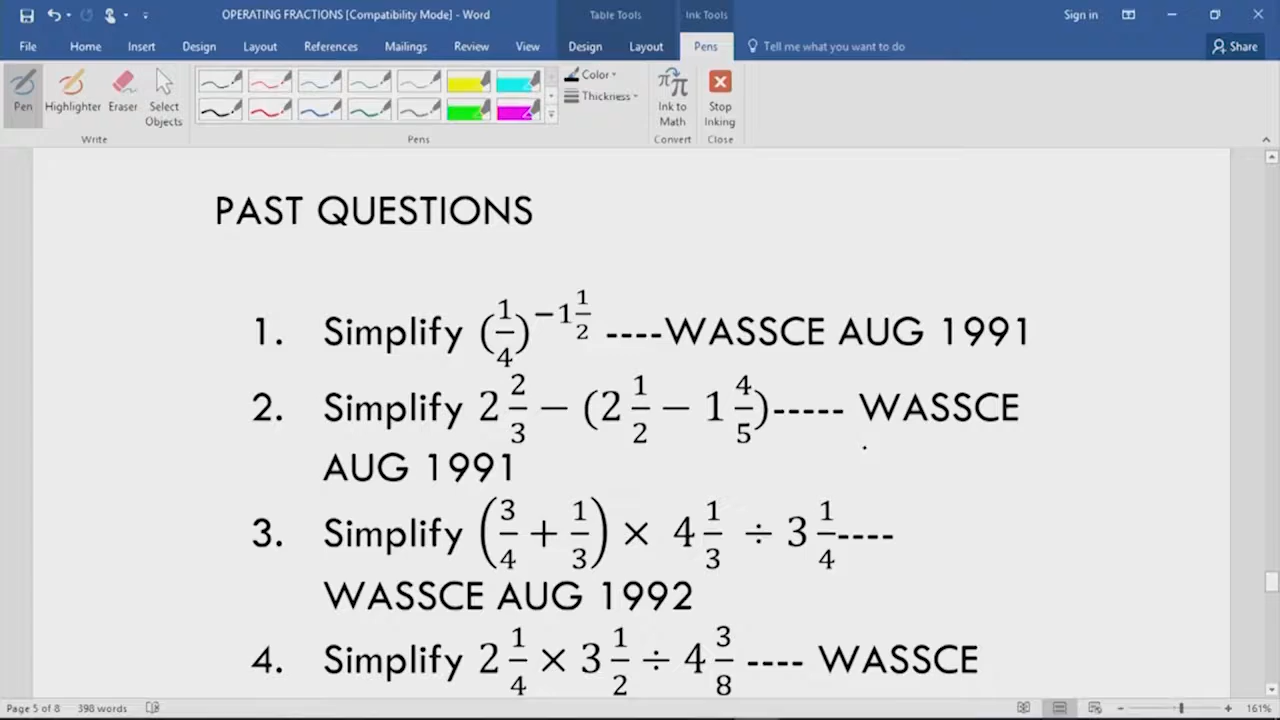 OPERATING FRACTIONS [Compatibility Mode] - Word
Table Tools
Ink Tools
Sign in
File Home Insert Design Layout References Mailings Review View Design Layout Pens Tell me what you want to do Share
Pen Highlighter Eraser Select Objects
Color
Thickness
Ink to Math
Stop Inking
Write Pens Convert Close
PAST QUESTIONS
1. Simplify (1/4)^−1 1/2 ----WASSCE AUG 1991
2. Simplify 2 2/3 − (2 1/2 − 1 4/5)----- WASSCE
AUG 1991
3. Simplify (3/4 + 1/3) × 4 1/3 ÷ 3 1/4----
WASSCE AUG 1992
4. Simplify 2 1/4 × 3 1/2 ÷ 4 3/8 ---- WASSCE
Page 5 of 8 398 words 161%